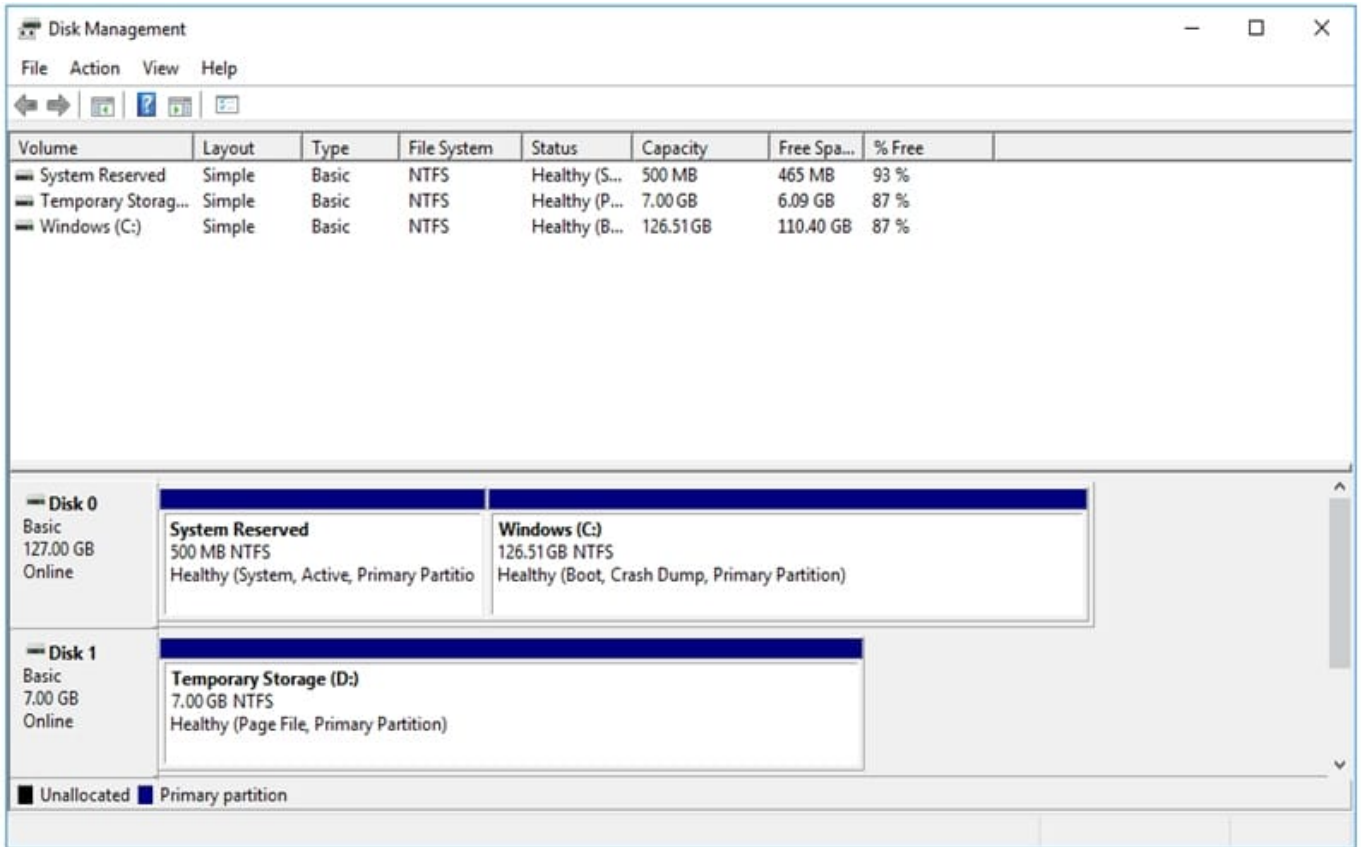 Disk Management
File Action View Help
Volume Layout Type File System Status Capacity Free Spa... % Free
System Reserved Simple Basic NTFS Healthy (S... 500 MB 465 MB 93 %
Temporary Storag... Simple Basic NTFS Healthy (P... 7.00 GB 6.09 GB 87 %
Windows (C:) Simple Basic NTFS Healthy (B... 126.51 GB 110.40 GB 87 %
Disk 0
Basic
127.00 GB
Online
System Reserved
500 MB NTFS
Healthy (System, Active, Primary Partitio
Windows (C:)
126.51 GB NTFS
Healthy (Boot, Crash Dump, Primary Partition)
Disk 1
Basic
7.00 GB
Online
Temporary Storage (D:)
7.00 GB NTFS
Healthy (Page File, Primary Partition)
Unallocated Primary partition